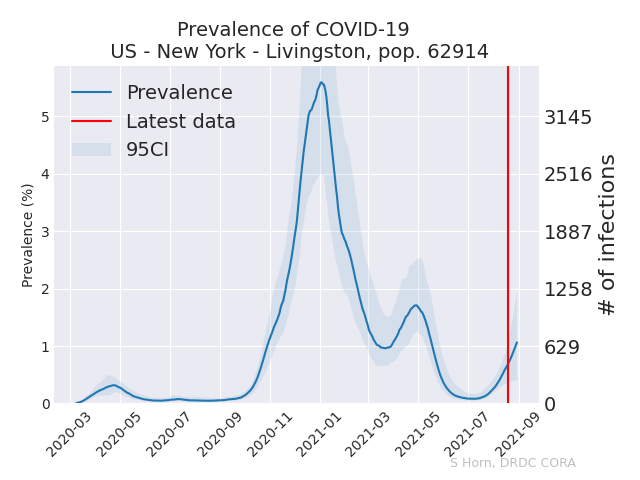 Prevalence of COVID-19
US - New York - Livingston, pop. 62914
Prevalence
Latest data
95CI
Prevalence (%)
5
4
3
2
1
0
3145
2516
1887
1258
629
0
# of infections
2020-03
2020-05
2020-07
2020-09
2020-11
2021-01
2021-03
2021-05
2021-07
2021-09
S Horn, DRDC CORA